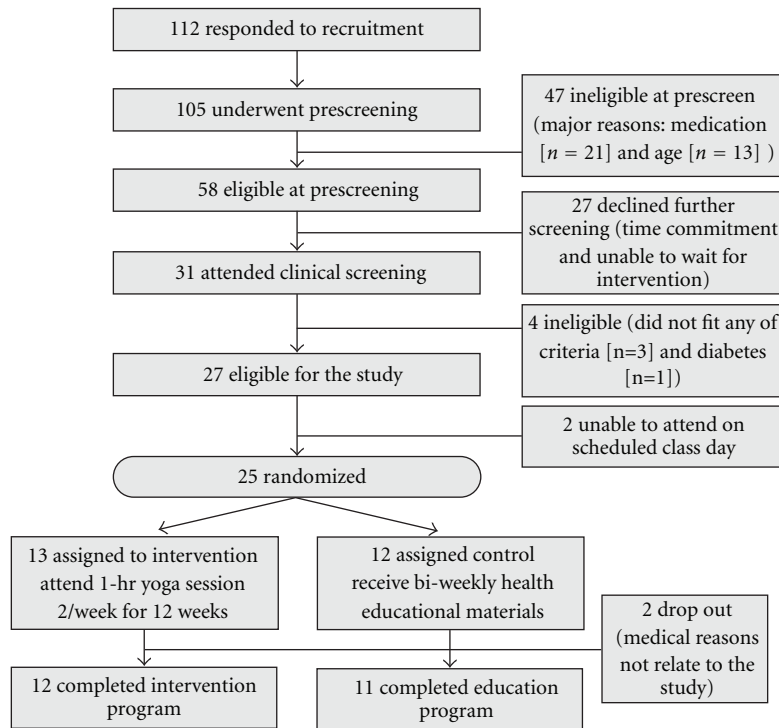 112 responded to recruitment
105 underwent prescreening
47 ineligible at prescreen
(major reasons: medication
[n = 21] and age [n = 13] )
58 eligible at prescreening
27 declined further
screening (time commitment
and unable to wait for
intervention)
31 attended clinical screening
4 ineligible (did not fit any of
criteria [n=3] and diabetes
[n=1])
27 eligible for the study
2 unable to attend on
scheduled class day
25 randomized
13 assigned to intervention
attend 1-hr yoga session
2/week for 12 weeks
12 assigned control
receive bi-weekly health
educational materials
2 drop out
(medical reasons
not relate to the
study)
12 completed intervention
program
11 completed education
program